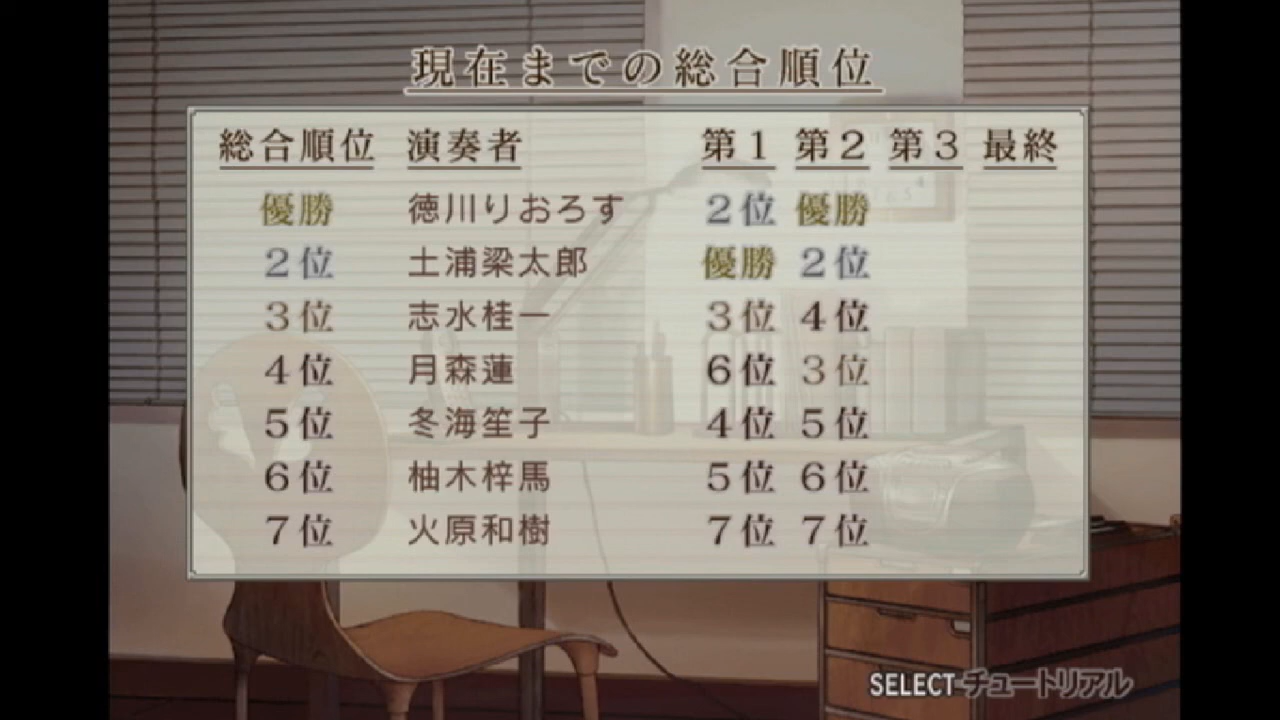 現在までの総合順位
総合順位 演奏者 第１ 第２ 第３ 最終
優勝 徳川りおろす ２位 優勝
２位 土浦梁太郎 優勝 ２位
３位 志水桂一 ３位 ４位
４位 月森蓮 ６位 ３位
５位 冬海笙子 ４位 ５位
６位 柚木梓馬 ５位 ６位
７位 火原和樹 ７位 ７位
SELECT-チュートリアル